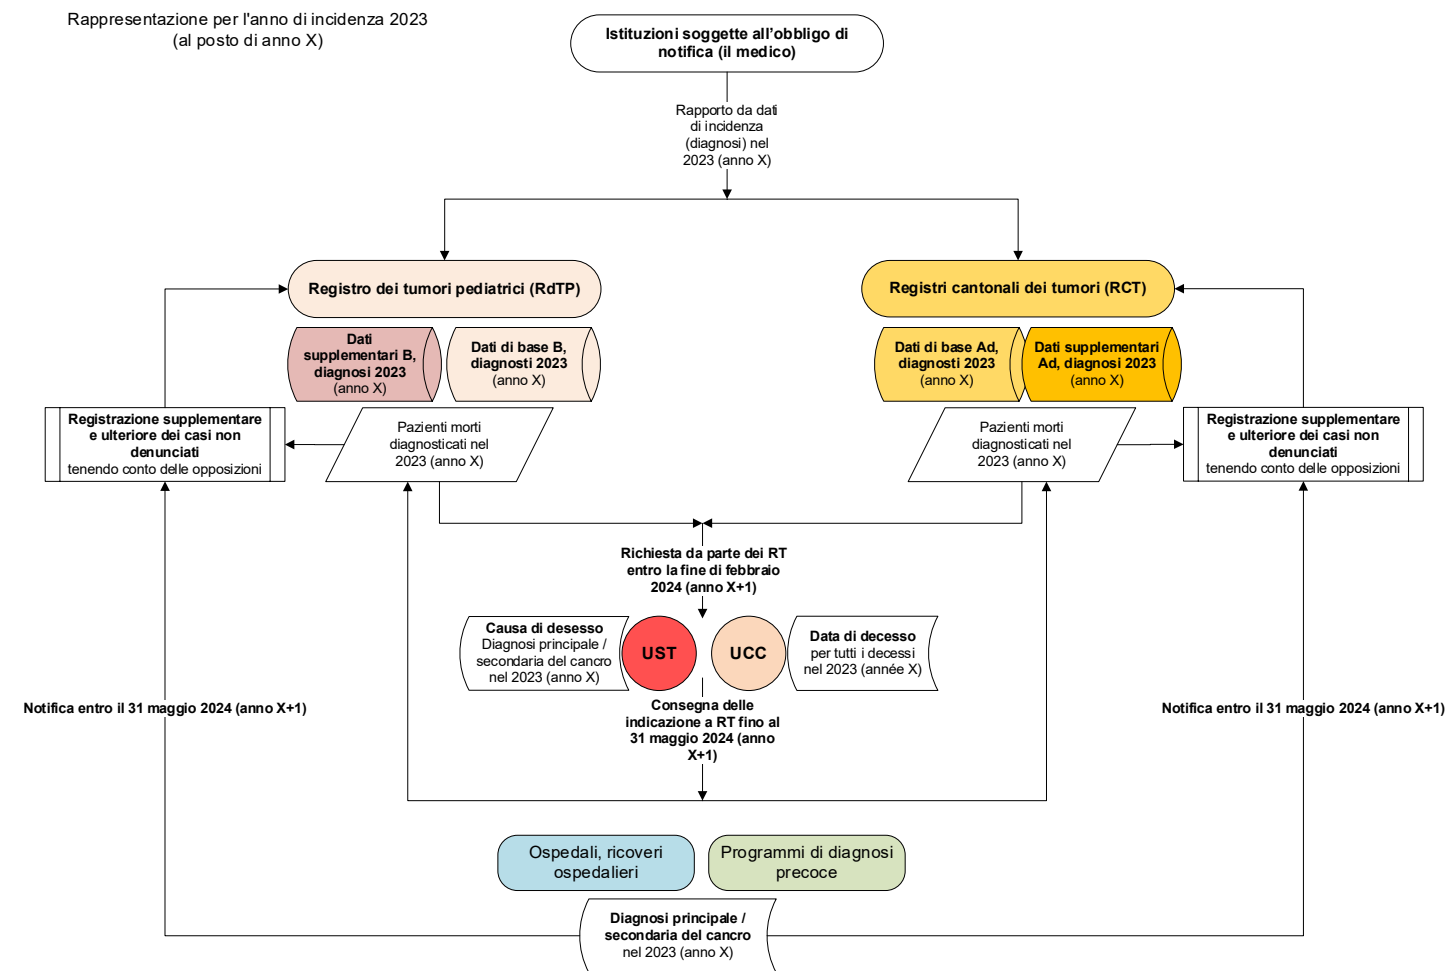 Rappresentazione per l'anno di incidenza 2023
(al posto di anno X)
Istituzioni soggette all'obbligo di
notifica (il medico)
Rapporto da dati
di incidenza
(diagnosi) nel
2023 (anno X)
Registro dei tumori pediatrici (RdTP)
Registri cantonali dei tumori (RCT)
Dati
supplementari B,
diagnosi 2023
(anno X)
Dati di base B,
diagnosti 2023
(anno X)
Dati di base Ad,
diagnosti 2023
(anno X)
Dati supplementari
Ad, diagnosti 2023
(anno X)
Registrazione supplementare
e ulteriore dei casi non
denunciati
tenendo conto delle opposizioni
Pazienti morti
diagnosticati nel
2023 (anno X)
Pazienti morti
diagnosticati nel
2023 (anno X)
Registrazione supplementare
e ulteriore dei casi non
denunciati
tenendo conto delle opposizioni
Richiesta da parte dei RT
entro la fine di febbraio
2024 (anno X+1)
Causa di desesso
Diagnosi principale /
secondaria del cancro
nel 2023 (anno X)
UST
UCC
Data di decesso
per tutti i decessi
nel 2023 (année X)
Notifica entro il 31 maggio 2024 (anno X+1)
Consegna delle
indicazione a RT fino al
31 maggio 2024 (anno
X+1)
Notifica entro il 31 maggio 2024 (anno X+1)
Ospedali, ricoveri
ospedalieri
Programmi di diagnosi
precoce
Diagnosi principale /
secondaria del cancro
nel 2023 (anno X)